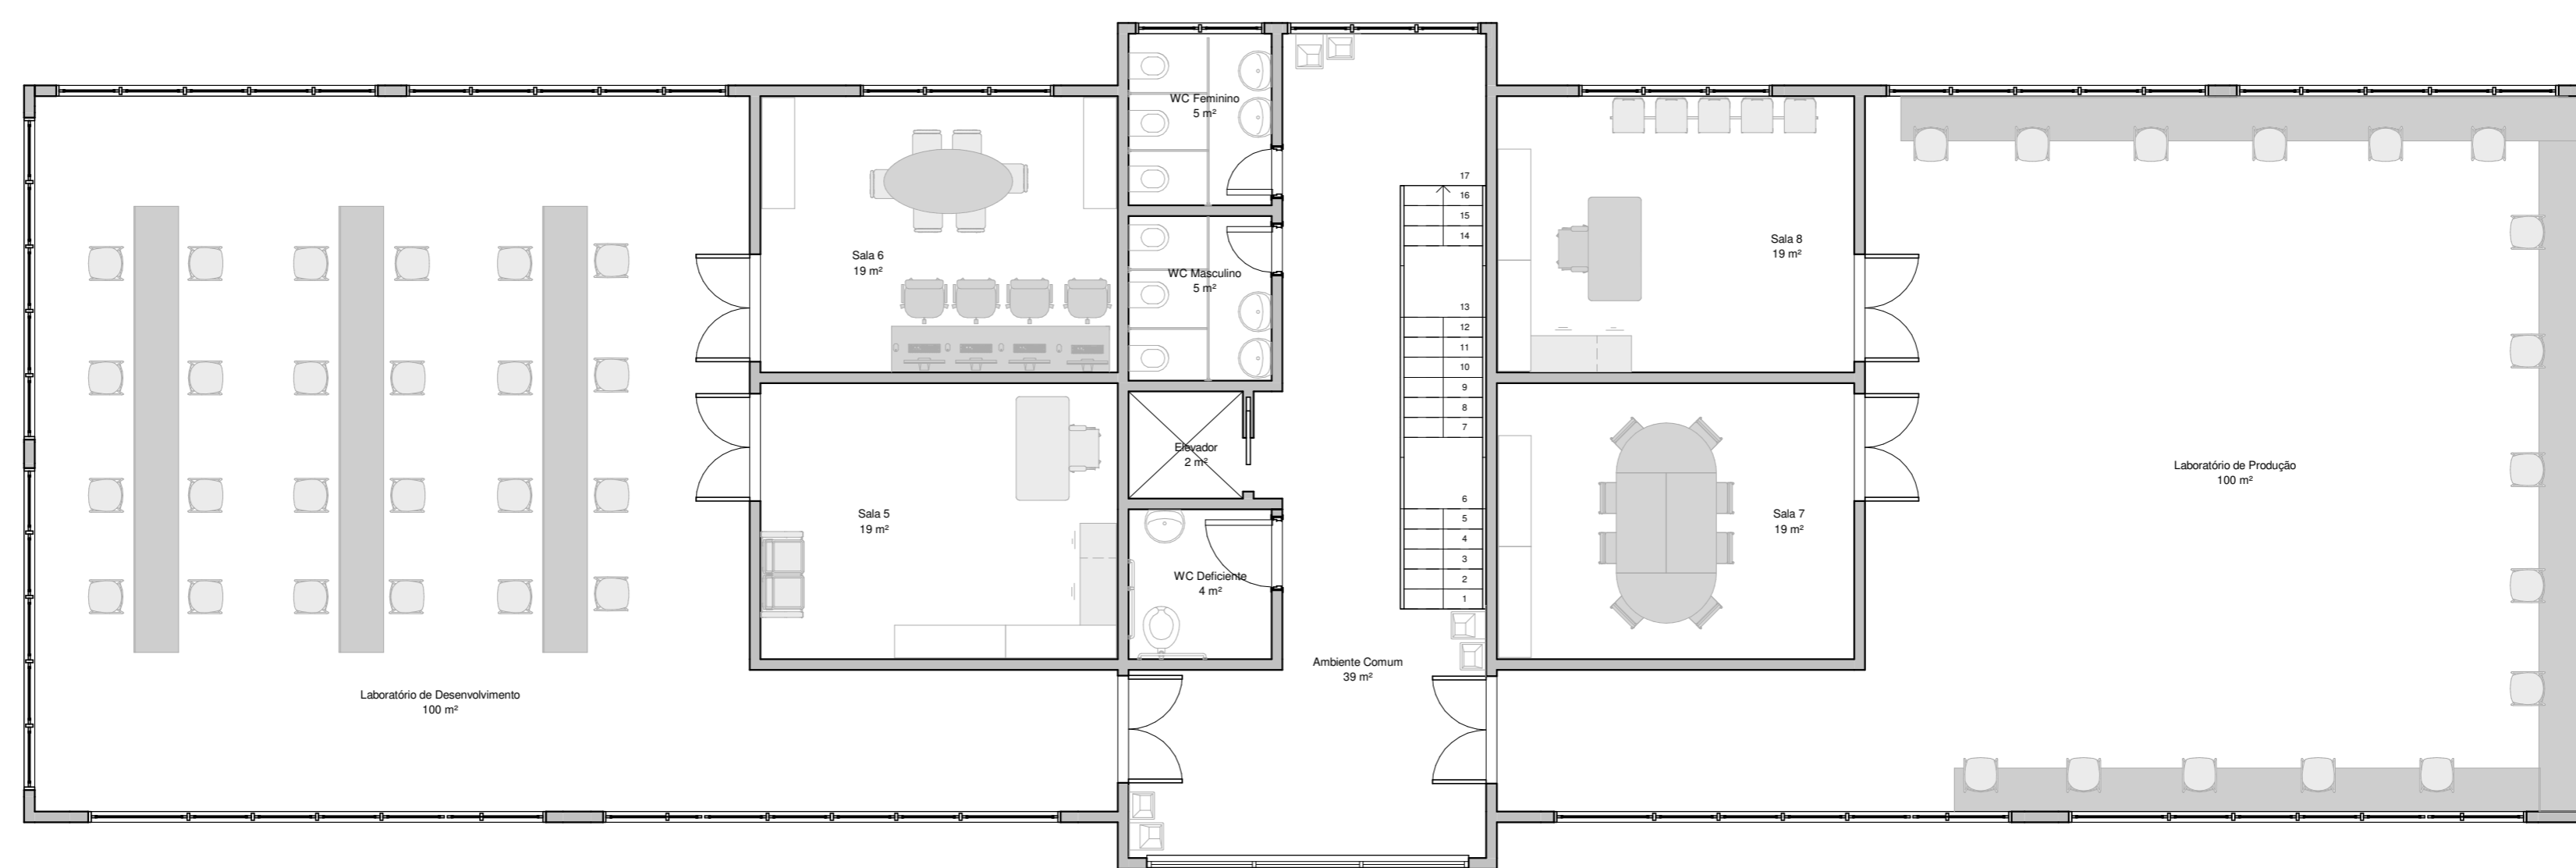 WC Feminino
5 m²
17
16
15
14
Sala 6
19 m²
WC Masculino
5 m²
Sala 8
19 m²
13
12
11
10
9
8
7
Elevador
2 m²
Laboratório de Produção
100 m²
6
5
4
3
2
1
Sala 5
19 m²
Sala 7
19 m²
WC Deficiente
4 m²
Ambiente Comum
39 m²
Laboratório de Desenvolvimento
100 m²